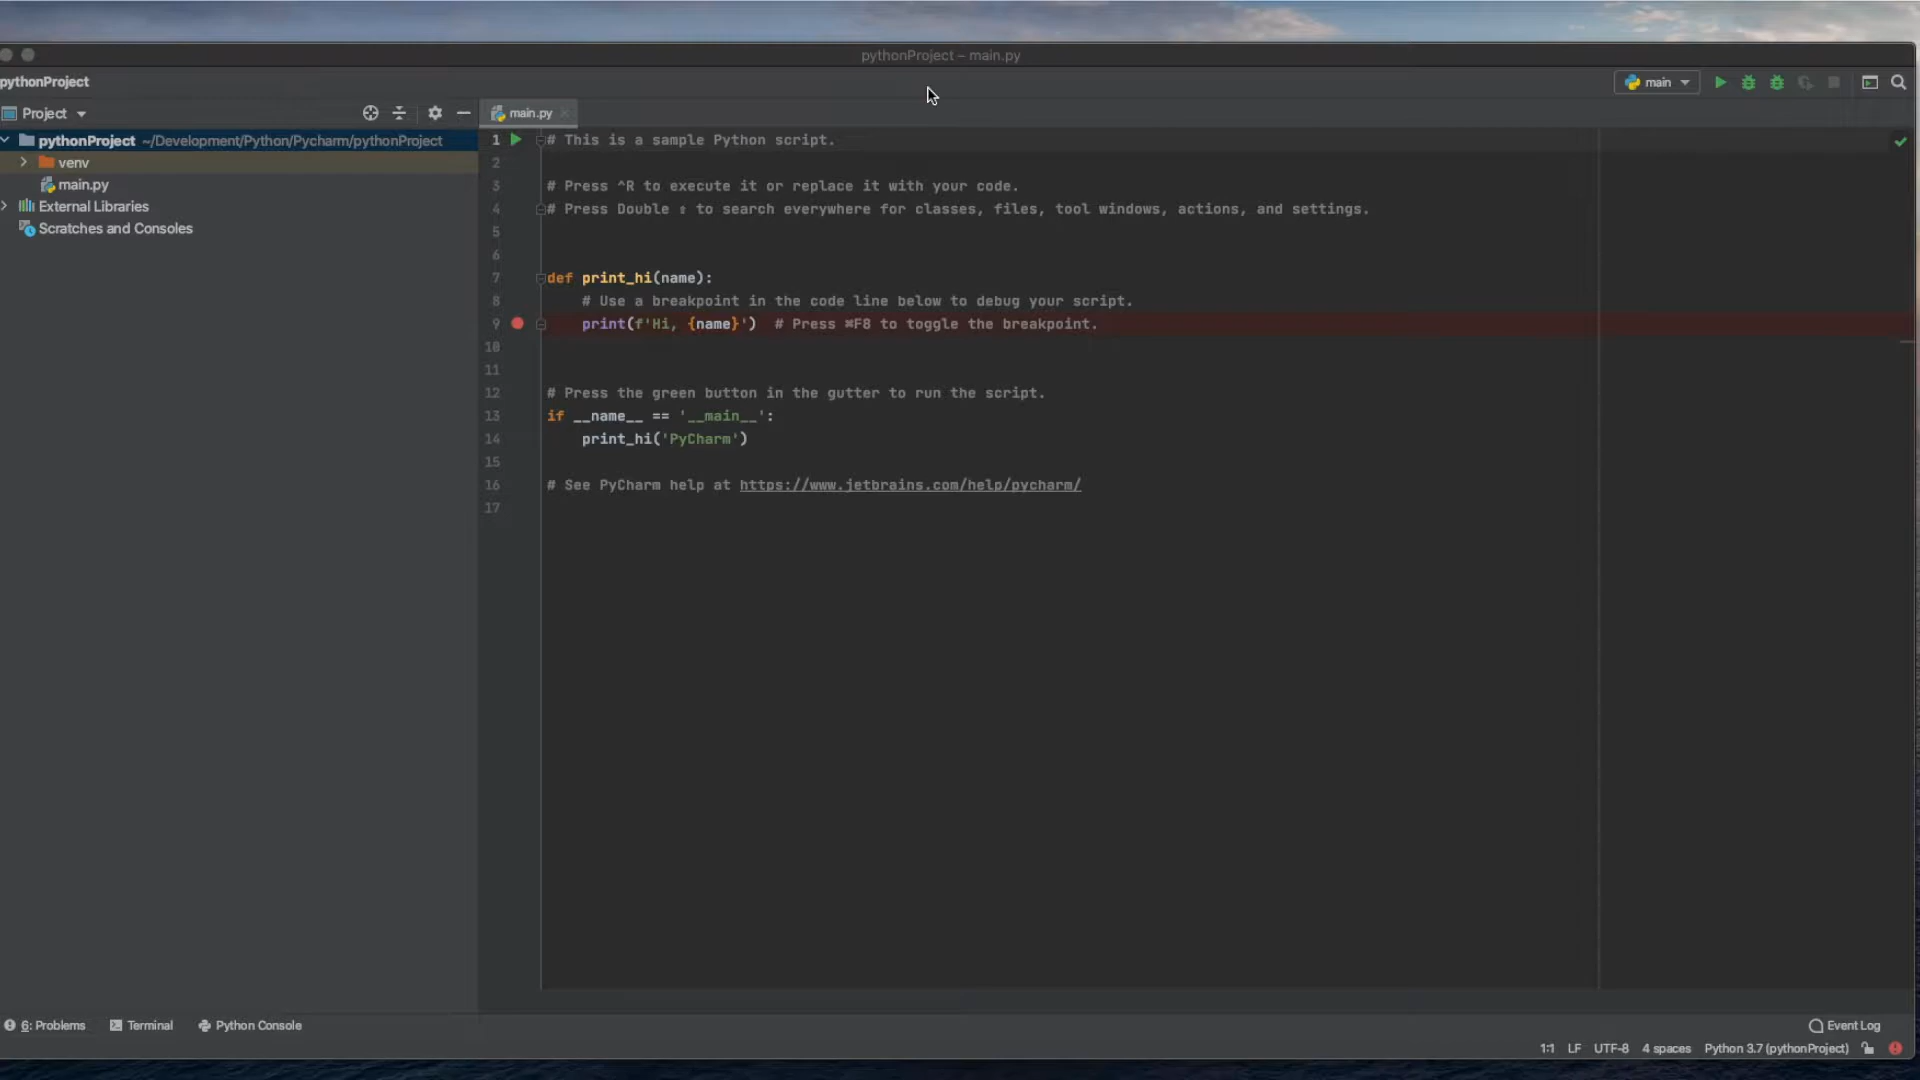 pythonProject – main.py
pythonProject
main
Project
main.py
pythonProject ~/Development/Python/Pycharm/pythonProject
venv
main.py
External Libraries
Scratches and Consoles
1 # This is a sample Python script.
2
3 # Press ^R to execute it or replace it with your code.
4 # Press Double ⇧ to search everywhere for classes, files, tool windows, actions, and settings.
5
6
7 def print_hi(name):
8     # Use a breakpoint in the code line below to debug your script.
9     print(f'Hi, {name}')  # Press ⌘F8 to toggle the breakpoint.
10
11
12 # Press the green button in the gutter to run the script.
13 if __name__ == '__main__':
14     print_hi('PyCharm')
15
16 # See PyCharm help at https://www.jetbrains.com/help/pycharm/
17
6: Problems Terminal Python Console Event Log
1:1 LF UTF-8 4 spaces Python 3.7 (pythonProject)